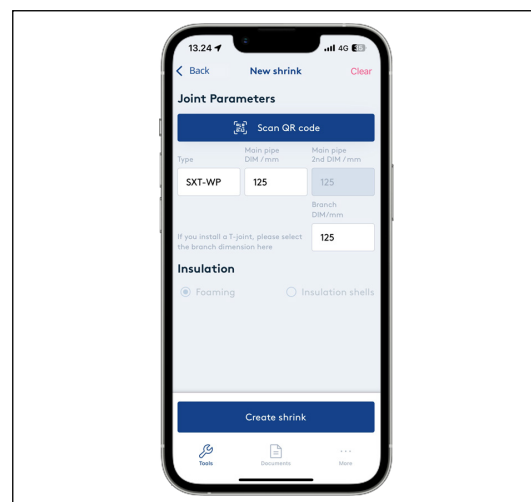 13.24
4G
Back
New shrink
Clear
Joint Parameters
Scan QR code
Type
Main pipe
DIM / mm
Main pipe
2nd DIM / mm
SXT-WP
125
125
Branch
DIM/mm
If you install a T-joint, please select
the branch dimension here
125
Insulation
Foaming
Insulation shells
Create shrink
Tools
Documents
More